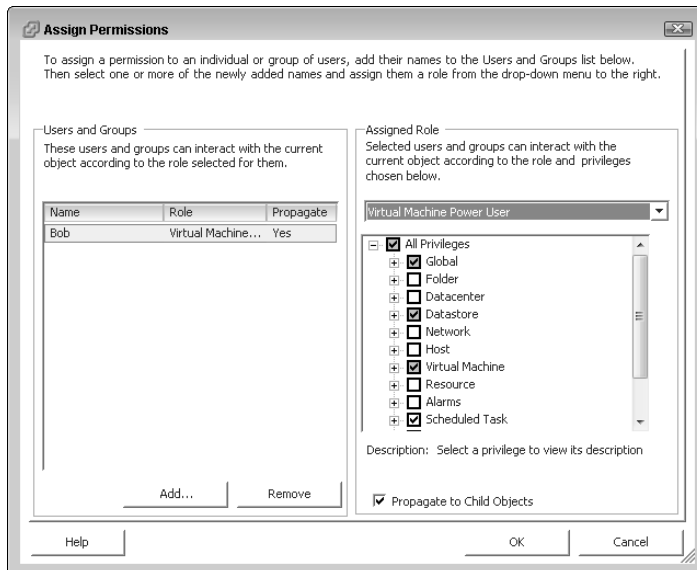 Assign Permissions
To assign a permission to an individual or group of users, add their names to the Users and Groups list below.
Then select one or more of the newly added names and assign them a role from the drop-down menu to the right.
Users and Groups
These users and groups can interact with the current
object according to the role selected for them.
Name Role Propagate
Bob Virtual Machine... Yes
Add... Remove
Assigned Role
Selected users and groups can interact with the
current object according to the role and privileges
chosen below.
Virtual Machine Power User
All Privileges
Global
Folder
Datacenter
Datastore
Network
Host
Virtual Machine
Resource
Alarms
Scheduled Task
Description: Select a privilege to view its description
Propagate to Child Objects
Help OK Cancel